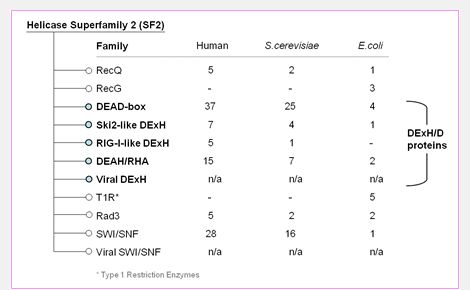 Helicase Superfamily 2 (SF2)
Family Human S.cerevisiae E.coli
RecQ 5 2 1
RecG - - 3
DEAD-box 37 25 4
Ski2-like DExH 7 4 1
RIG-I-like DExH 5 1 -
DEAH/RHA 15 7 2
Viral DExH n/a n/a n/a
T1R* - - 5
Rad3 5 2 2
SWI/SNF 28 16 1
Viral SWI/SNF n/a n/a n/a
DExH/D
proteins
* Type 1 Restriction Enzymes